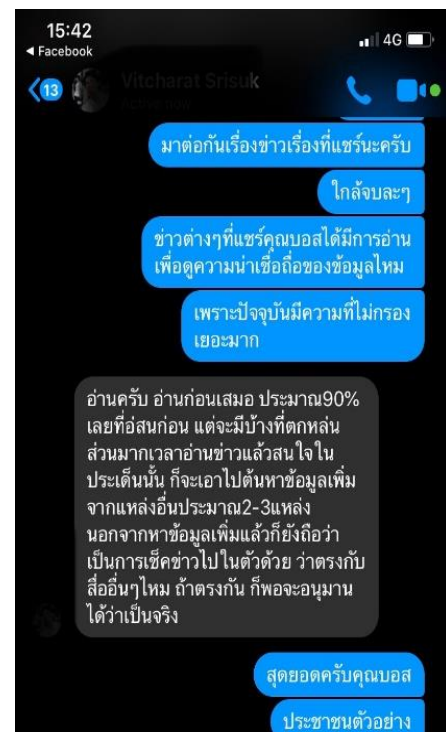 15:42
4G
◀ Facebook
13
Vitcharat Srisuk
Active now
มาต่อกันเรื่องข่าวเรื่องที่แชร์นะครับ
ใกล้จบละๆ
ข่าวต่างๆที่แชร์คุณบอสได้มีการอ่าน
เพื่อดูความน่าเชื่อถือของข้อมูลไหม
เพราะปัจจุบันมีความที่ไม่กรอง
เยอะมาก
อ่านครับ อ่านก่อนเสมอ ประมาณ90%
เลยที่อ่สนก่อน แต่จะมีบ้างที่ตกหล่น
ส่วนมากเวลาอ่านข่าวแล้วสนใจใน
ประเด็นนั้น ก็จะเอาไปต้นหาข้อมูลเพิ่ม
จากแหล่งอื่นประมาณ2-3แหล่ง
นอกจากหาข้อมูลเพิ่มแล้วก็ยังถือว่า
เป็นการเช็คข่าวไปในตัวด้วย ว่าตรงกับ
สื่ออื่นๆไหม ถ้าตรงกัน ก็พอจะอนุมาน
ได้ว่าเป็นจริง
สุดยอดครับคุณบอส
ประชาชนตัวอย่าง